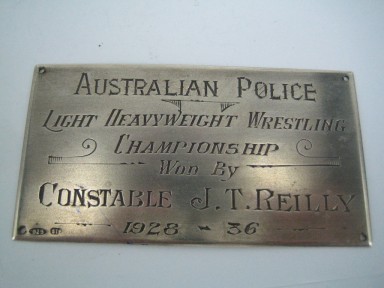 AUSTRALIAN POLICE
LIGHT HEAVYWEIGHT WRESTLING
CHAMPIONSHIP
WON BY
CONSTABLE J.T. REILLY
1928 - 36